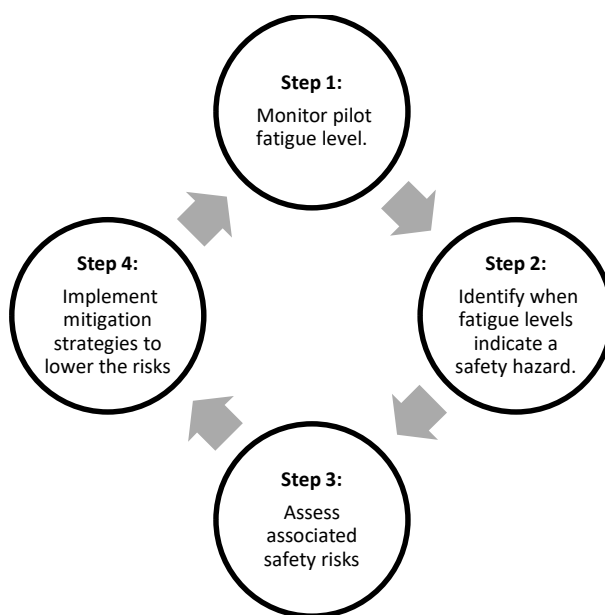 Step 1:
Monitor pilot
fatigue level.
Step 2:
Identify when
fatigue levels
indicate a
safety hazard.
Step 3:
Assess
associated
safety risks
Step 4:
Implement
mitigation
strategies to
lower the risks